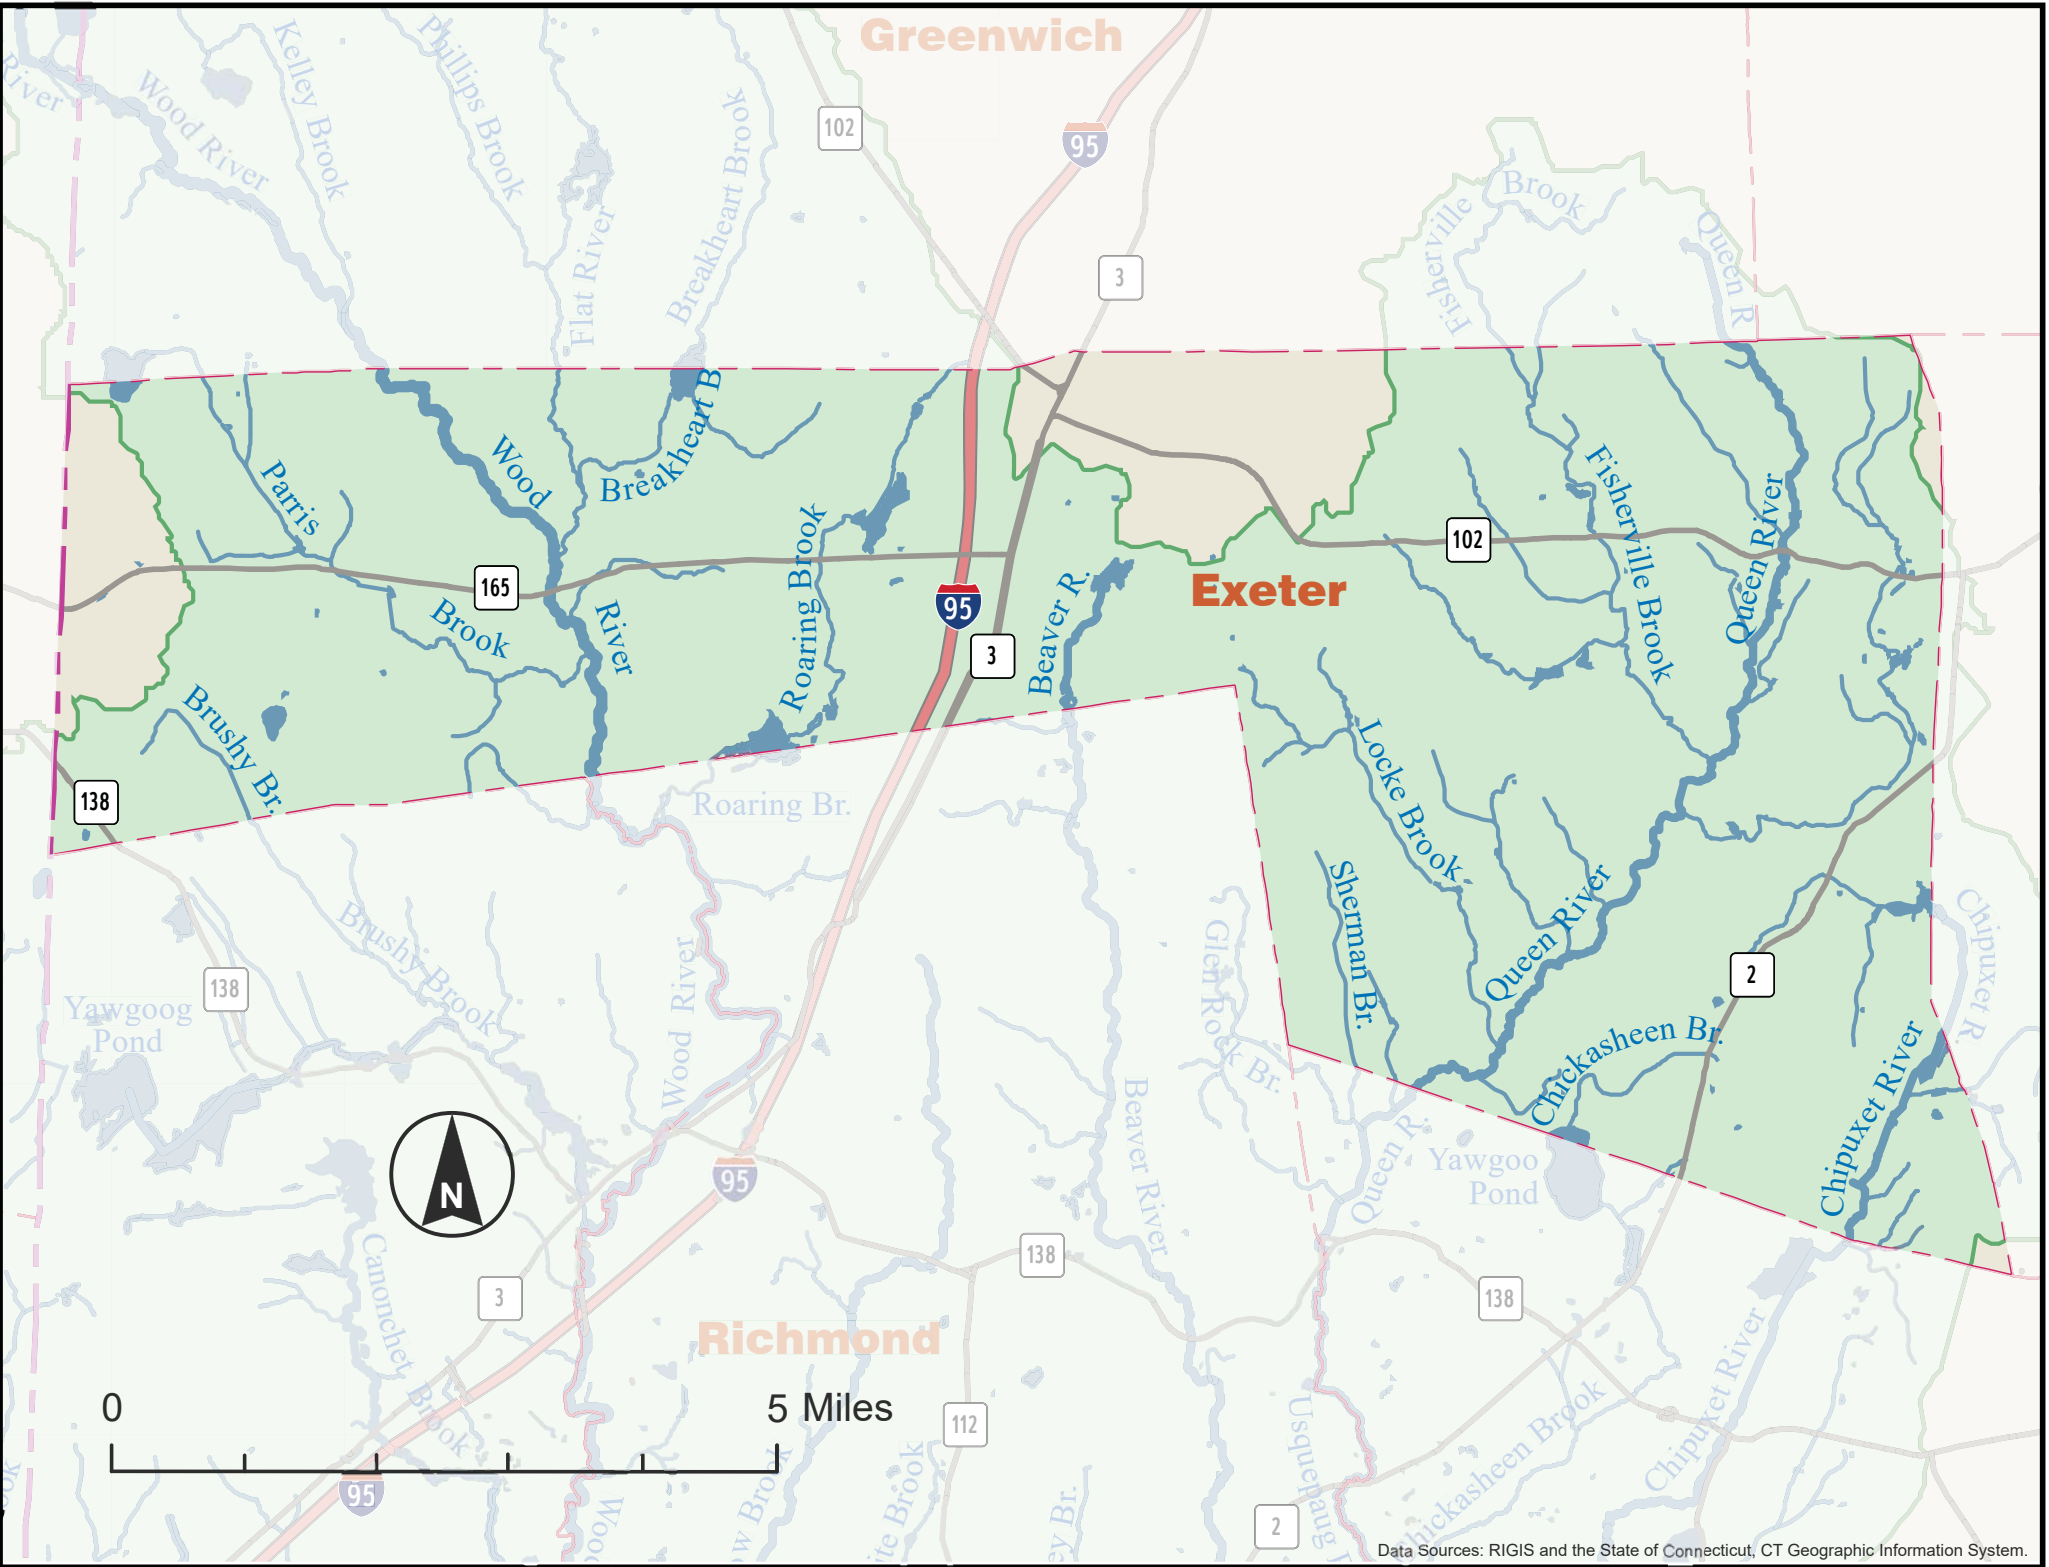 Greenwich
River
Wood River
Kelley Brook
Phillips Brook
Flat River
Breakheart Brook
102
95
3
Fisherville
Brook
Queen R
Parris
Wood
Breakheart B
165
Brook
River
Roaring Brook
95
3
Beaver R.
Exeter
102
Fisherville Brook
Queen River
Brushy Br.
138
Roaring Br.
Locke Brook
Sherman Br.
Queen River
2
Chickasheen Br.
Chipuxet River
Chipuxet R.
138
Brushy Brook
Yawgoog
Pond
Wood River
Glen Rock Br.
Beaver River
Queen R.
Yawgoo
Pond
N
95
138
138
3
Canonchet
Brook
Richmond
112
Usquepaug
Chickasheen Brook
Chipuxet River
0
5 Miles
95
2
Data Sources: RIGIS and the State of Connecticut, CT Geographic Information System.